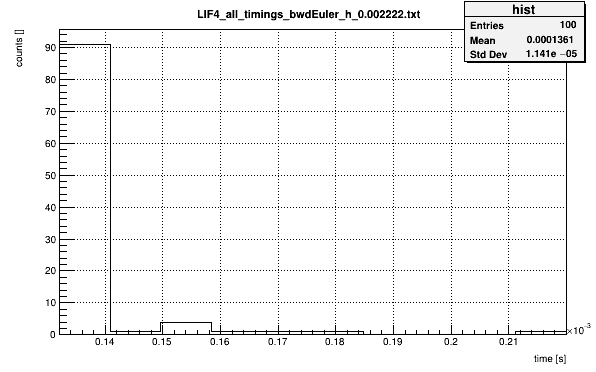 LIF4_all_timings_bwdEuler_h_0.002222.txt
hist
Entries 100
Mean 0.0001361
Std Dev 1.141e −05
counts []
90
80
70
60
50
40
30
20
10
0
0.14 0.15 0.16 0.17 0.18 0.19 0.2 0.21
×10⁻³
time [s]